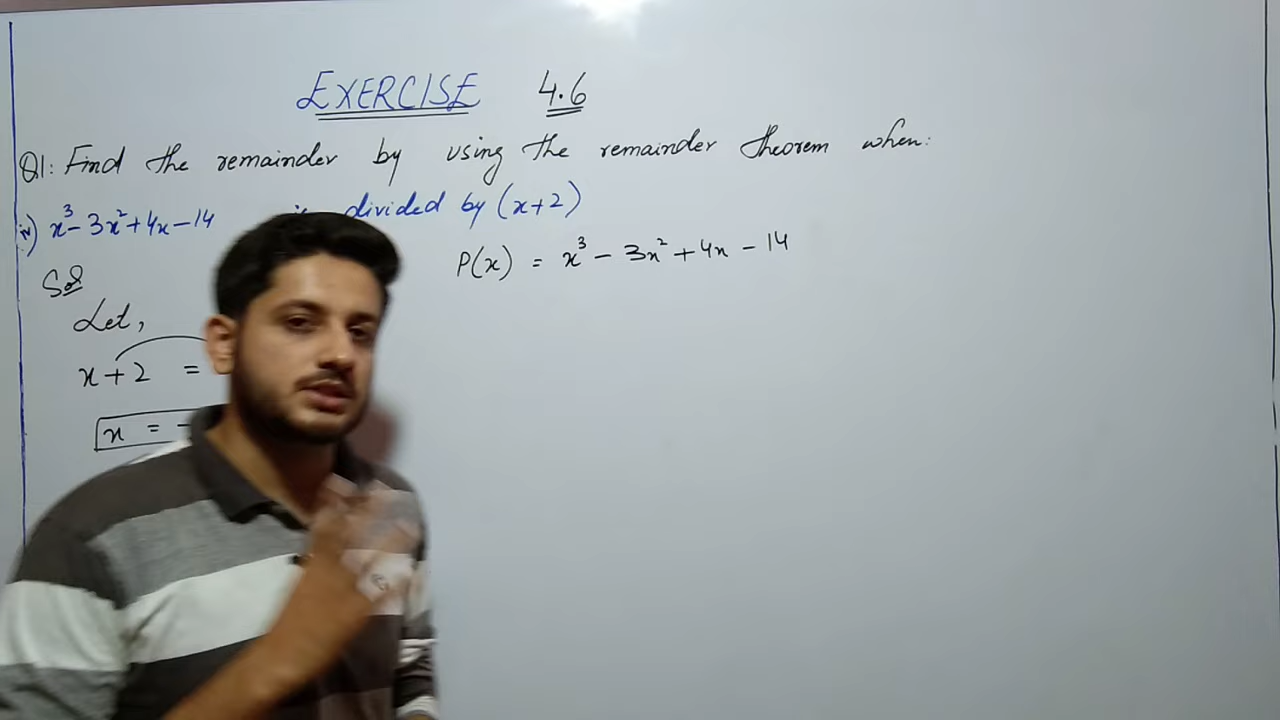 EXERCISE 4.6
Q1: Find the remainder by using the remainder theorem when:
iv) x³ - 3x² + 4x - 14 divided by (x+2)
Sol
P(x) = x³ - 3x² + 4x - 14
Let,
x + 2 =
x = -